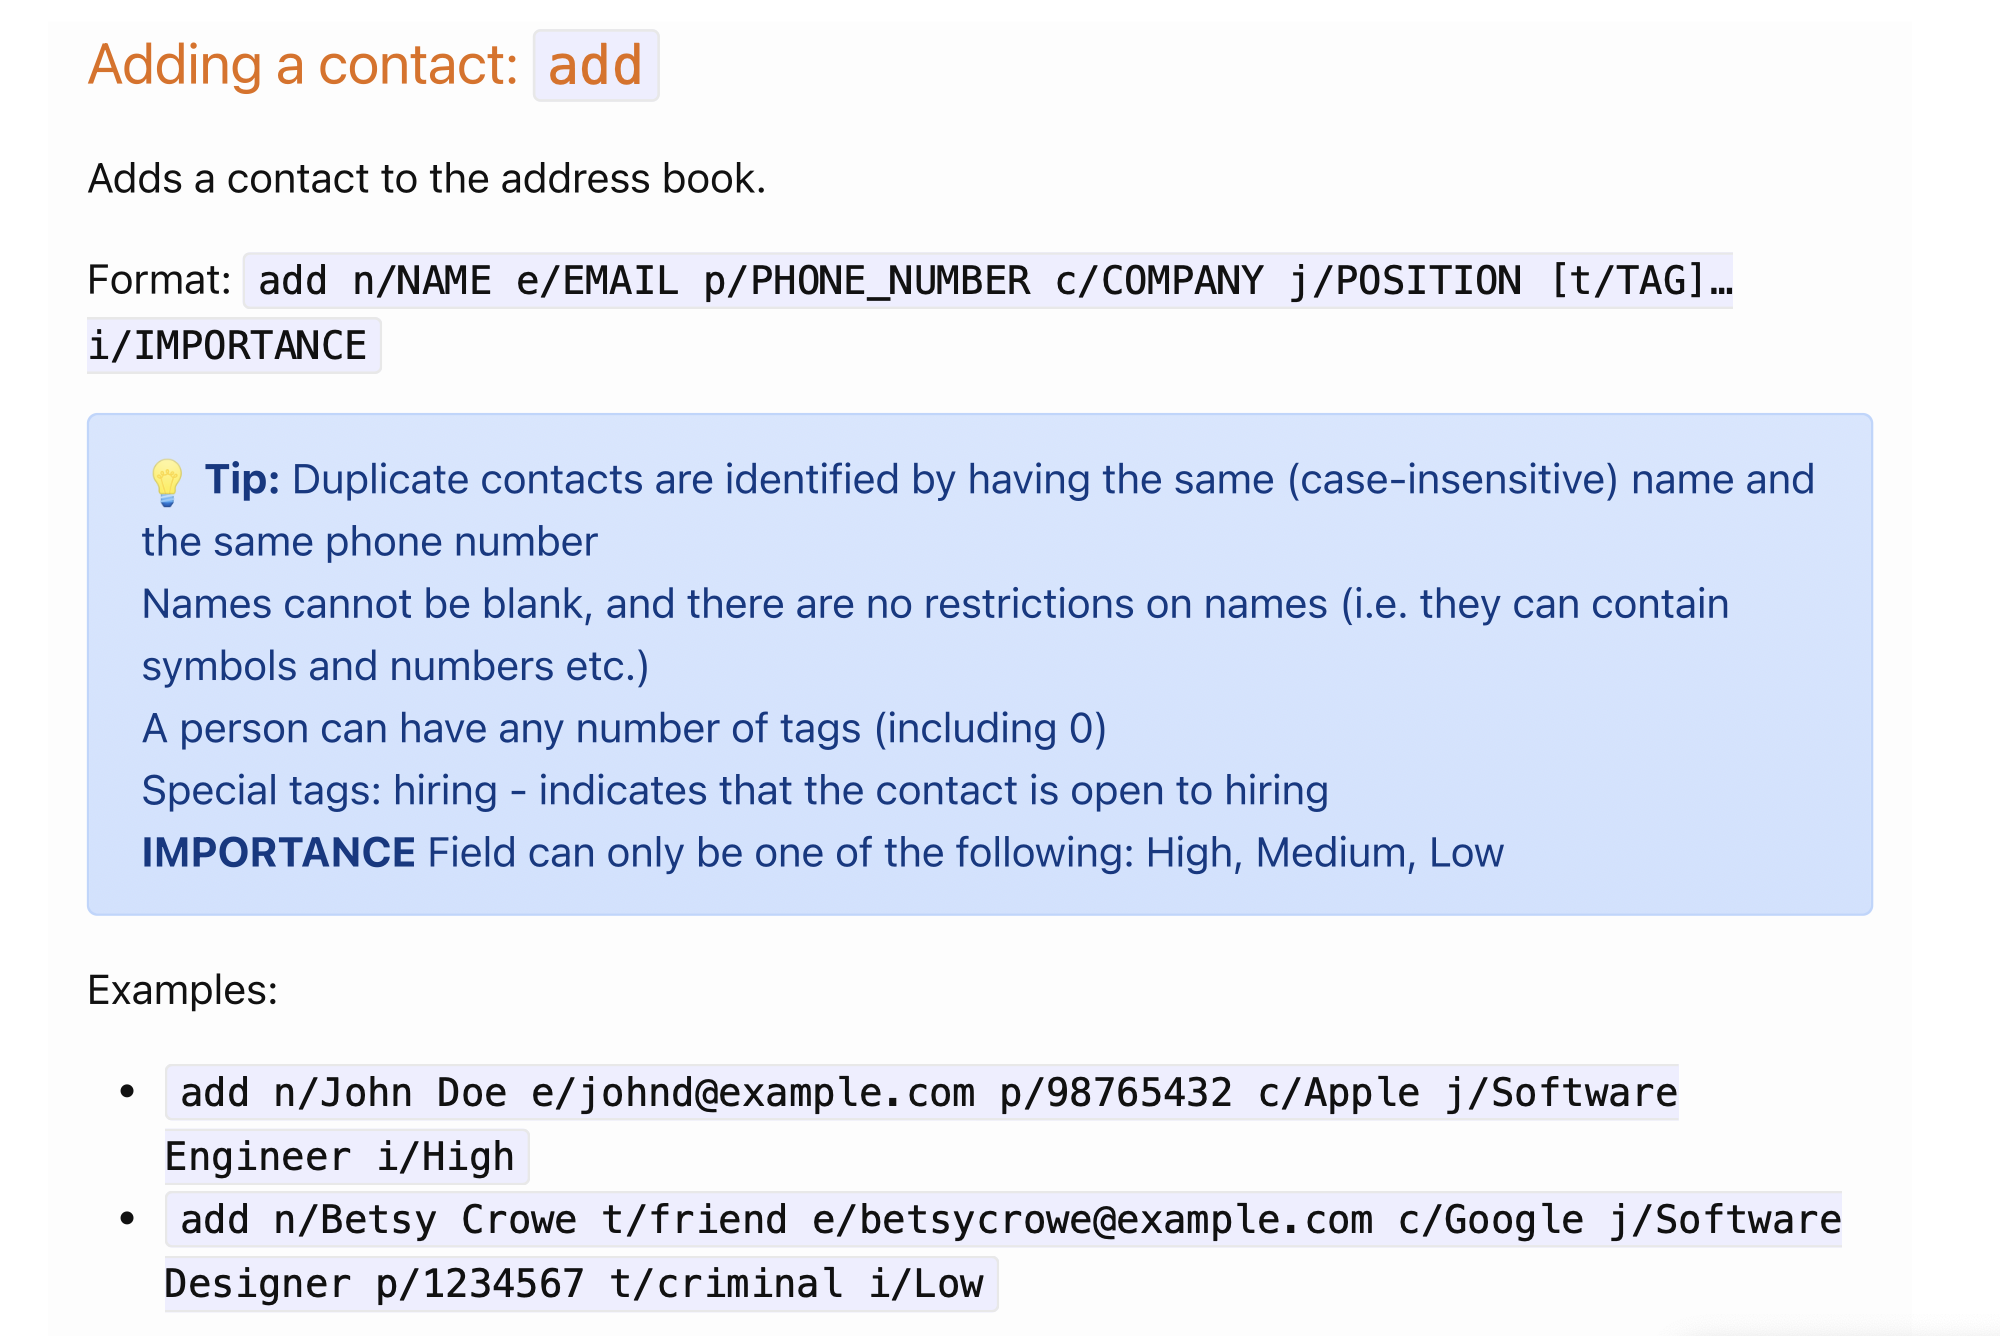 Adding a contact: add
Adds a contact to the address book.
Format: add n/NAME e/EMAIL p/PHONE_NUMBER c/COMPANY j/POSITION [t/TAG]…
i/IMPORTANCE
💡 Tip: Duplicate contacts are identified by having the same (case-insensitive) name and
the same phone number
Names cannot be blank, and there are no restrictions on names (i.e. they can contain
symbols and numbers etc.)
A person can have any number of tags (including 0)
Special tags: hiring - indicates that the contact is open to hiring
IMPORTANCE Field can only be one of the following: High, Medium, Low
Examples:
• add n/John Doe e/johnd@example.com p/98765432 c/Apple j/Software
Engineer i/High
• add n/Betsy Crowe t/friend e/betsycrowe@example.com c/Google j/Software
Designer p/1234567 t/criminal i/Low